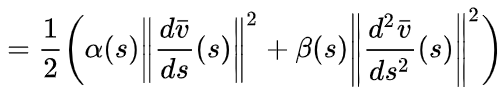 = \frac{1}{2} \left( \alpha(s) \left\| \frac{d\bar{v}}{ds}(s) \right\|^2 + \beta(s) \left\| \frac{d^2\bar{v}}{ds^2}(s) \right\|^2 \right)